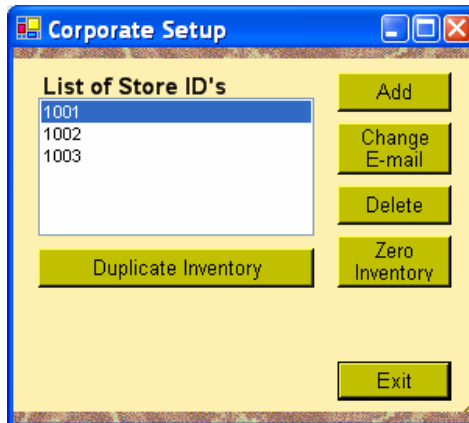 Corporate Setup
List of Store ID's
1001
1002
1003
Duplicate Inventory
Add
Change
E-mail
Delete
Zero
Inventory
Exit